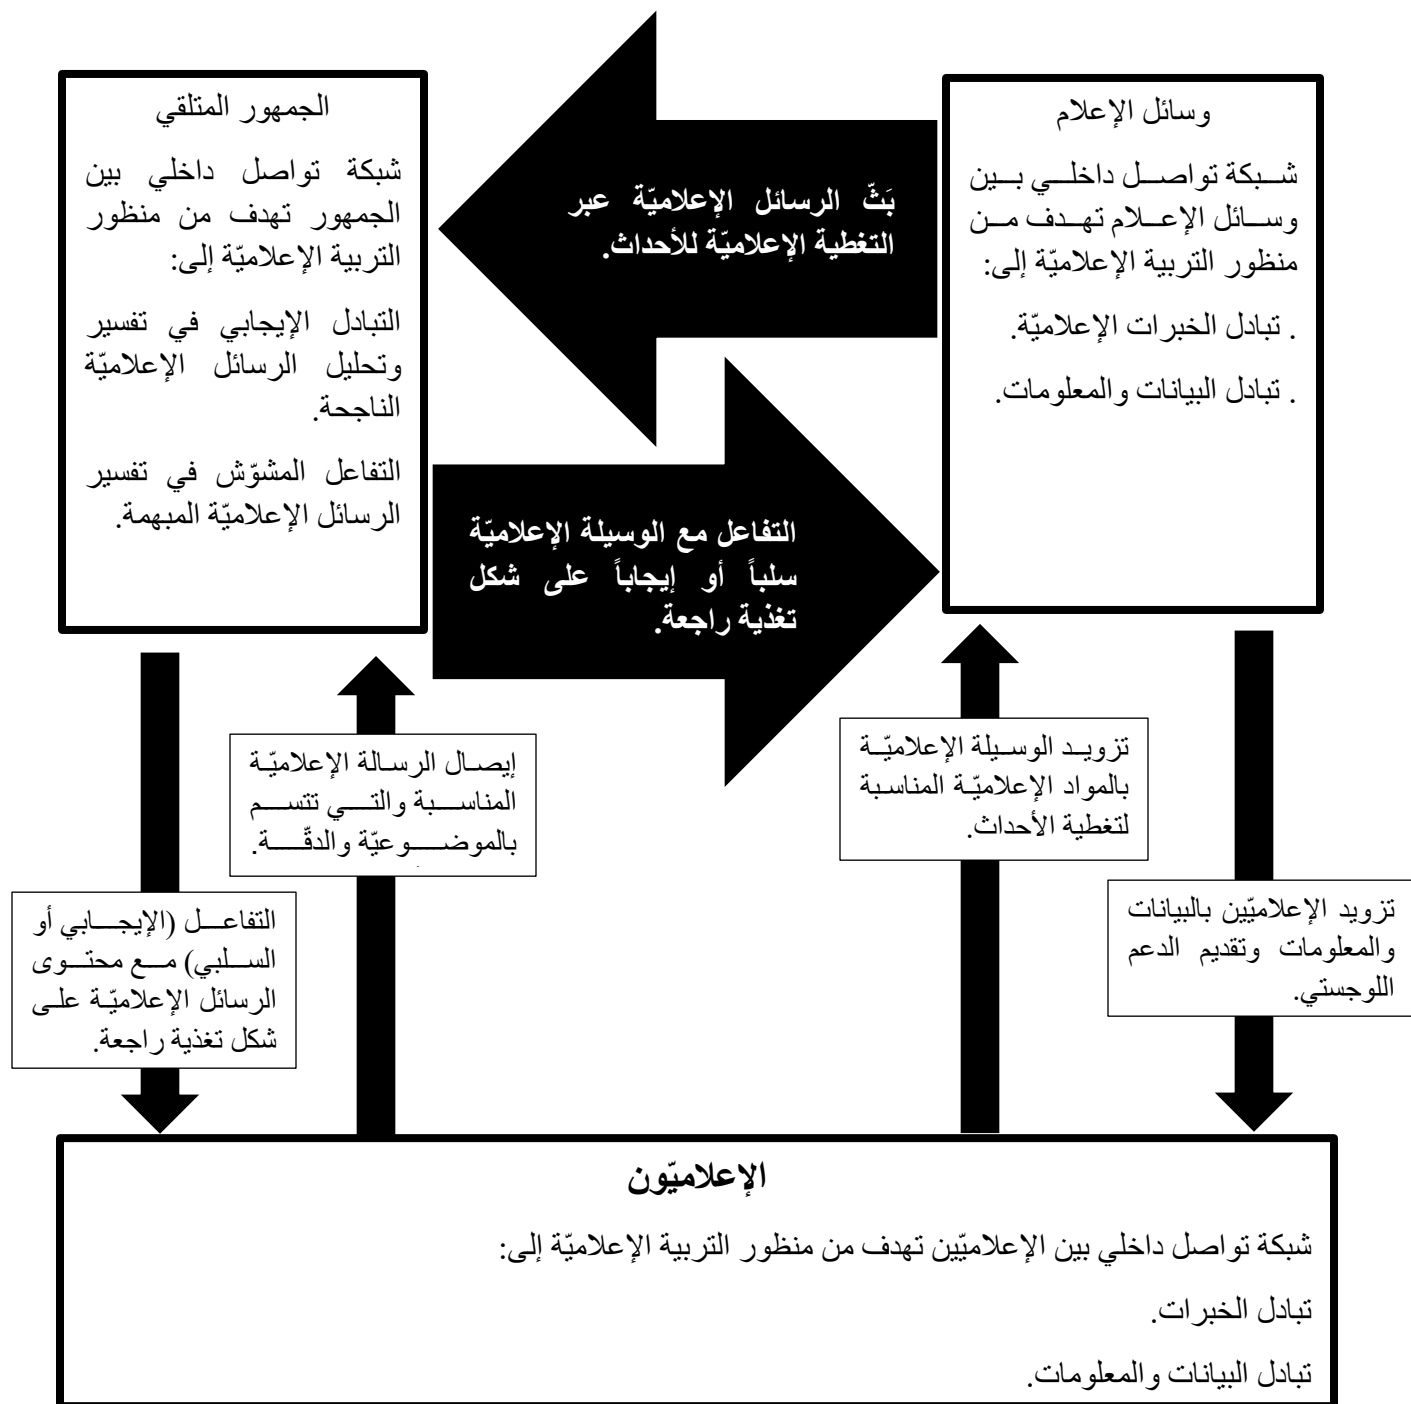 وسائل الإعلام
شبكة تواصل داخلي بين
وسائل الإعلام تهدف من
منظور التربية الإعلاميّة إلى:
. تبادل الخبرات الإعلاميّة.
. تبادل البيانات والمعلومات.
بَثّ الرسائل الإعلاميّة عبر
التغطية الإعلاميّة للأحداث.
الجمهور المتلقي
شبكة تواصل داخلي بين
الجمهور تهدف من منظور
التربية الإعلاميّة إلى:
التبادل الإيجابي في تفسير
وتحليل الرسائل الإعلاميّة
الناجحة.
التفاعل المشوّش في تفسير
الرسائل الإعلاميّة المبهمة.
التفاعل مع الوسيلة الإعلاميّة
سلباً أو إيجاباً على شكل
تغذية راجعة.
تزويد الوسيلة الإعلاميّة
بالمواد الإعلاميّة المناسبة
لتغطية الأحداث.
إيصال الرسالة الإعلاميّة
المناسبة والتي تتسم
بالموضوعيّة والدقّة.
تزويد الإعلاميّين بالبيانات
والمعلومات وتقديم الدعم
اللوجستي.
التفاعل (الإيجابي أو
السلبي) مع محتوى
الرسائل الإعلاميّة على
شكل تغذية راجعة.
الإعلاميّون
شبكة تواصل داخلي بين الإعلاميّين تهدف من منظور التربية الإعلاميّة إلى:
تبادل الخبرات.
تبادل البيانات والمعلومات.